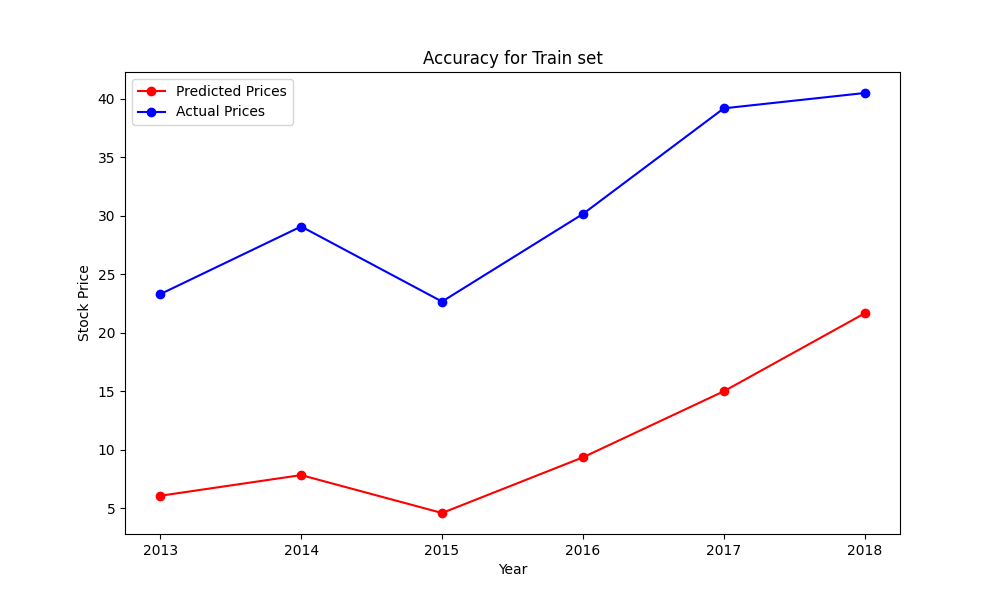 Accuracy for Train set
Predicted Prices
Actual Prices
40
35
30
25
20
15
10
5
Stock Price
2013 2014 2015 2016 2017 2018
Year